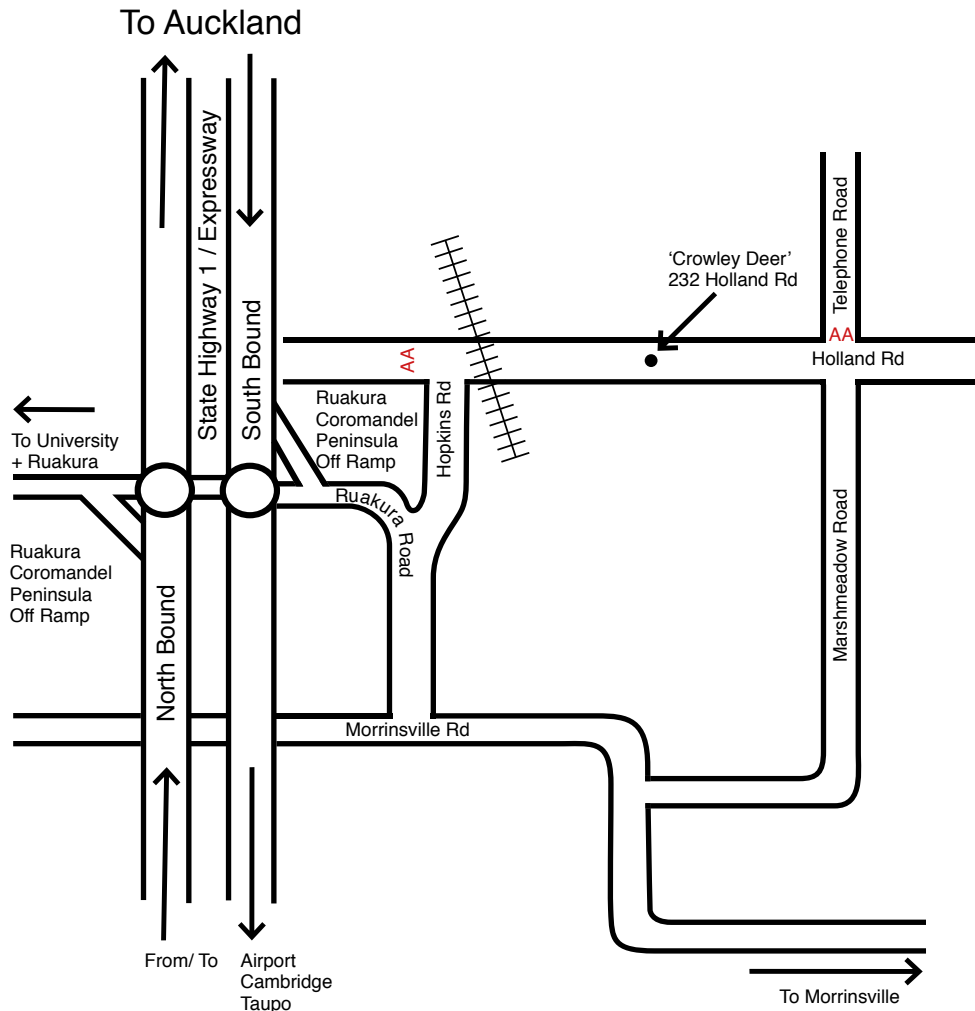 To Auckland
State Highway 1 / Expressway
South Bound
Telephone Road
'Crowley Deer'
232 Holland Rd
AA
AA
Holland Rd
Ruakura
Coromandel
Peninsula
Off Ramp
Hopkins Rd
To University
+ Ruakura
Ruakura Road
Ruakura
Coromandel
Peninsula
Off Ramp
North Bound
Marshmeadow Road
Morrinsville Rd
From/ To
Airport
Cambridge
Taupo
To Morrinsville